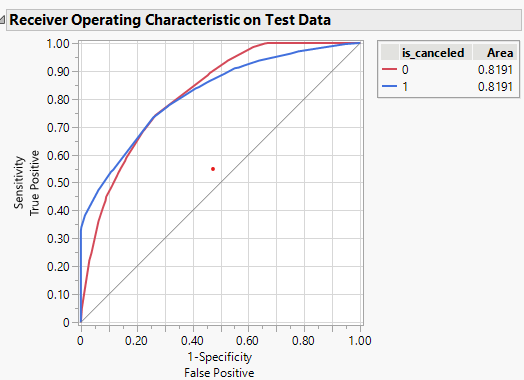 Receiver Operating Characteristic on Test Data
is_canceled Area
0 0.8191
1 0.8191
1.00
0.90
0.80
0.70
0.60
0.50
0.40
0.30
0.20
0.10
0
Sensitivity
True Positive
0 0.20 0.40 0.60 0.80 1.00
1-Specificity
False Positive